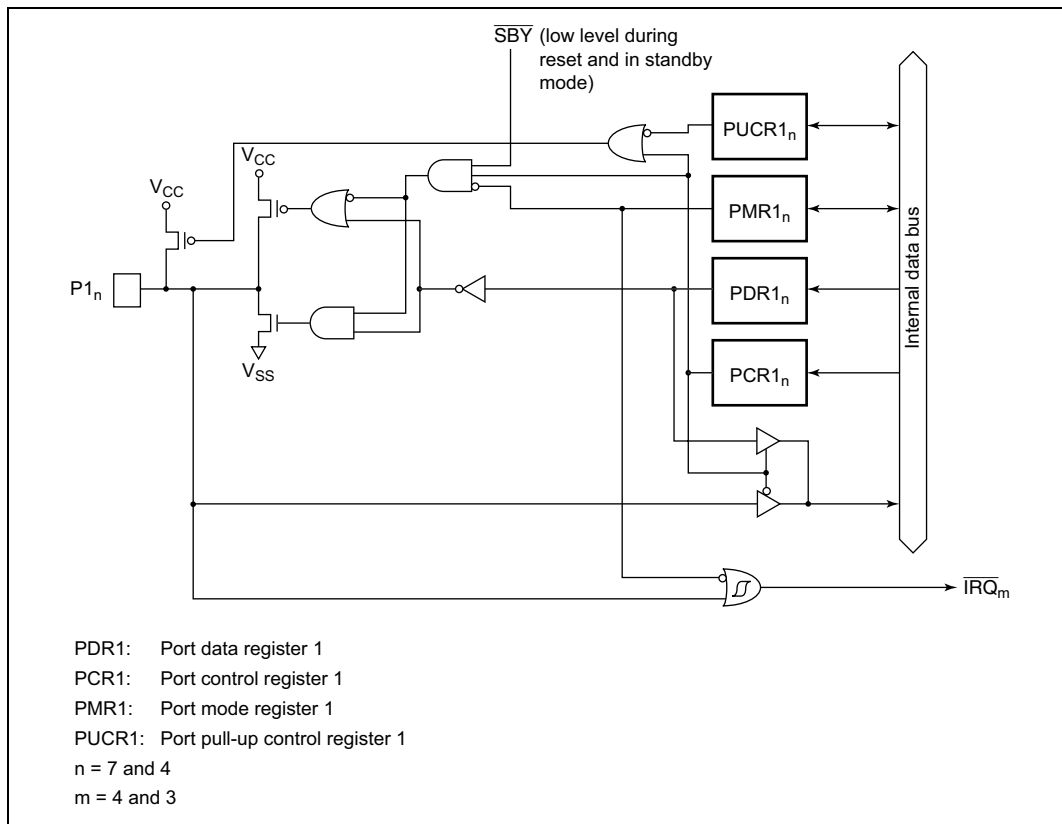 SBY (low level during
reset and in standby
mode)
PUCR1n
VCC
VCC
PMR1n
Internal data bus
P1n
PDR1n
VSS
PCR1n
IRQm
PDR1: Port data register 1
PCR1: Port control register 1
PMR1: Port mode register 1
PUCR1: Port pull-up control register 1
n = 7 and 4
m = 4 and 3